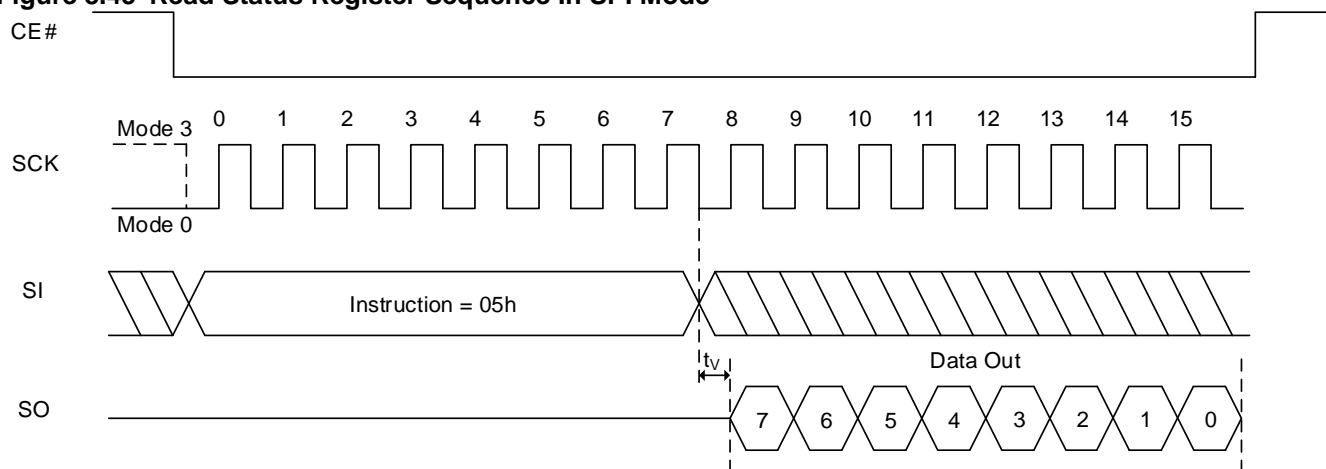 Figure 8.48 Read Status Register Sequence In SPI Mode
CE#
Mode 3
0 1 2 3 4 5 6 7 8 9 10 11 12 13 14 15
SCK
Mode 0
SI
Instruction = 05h
tV
Data Out
SO
7 6 5 4 3 2 1 0